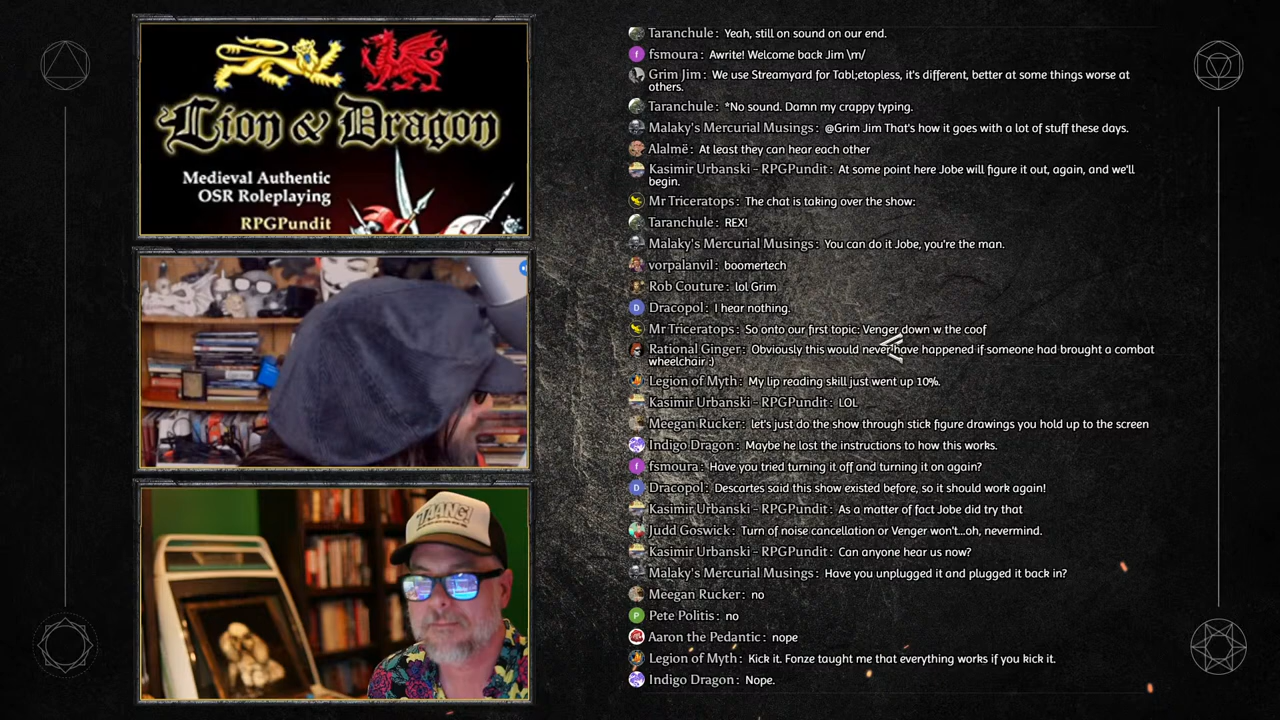 Lion & Dragon
Medieval Authentic
OSR Roleplaying
RPGPundit
TAANG!
Taranchule: Yeah, still on sound on our end.
fsmoura: Awrite! Welcome back Jim \m/
Grim Jim: We use Streamyard for Tabl;etopless, it's different, better at some things worse at
others.
Taranchule: *No sound. Damn my crappy typing.
Malaky's Mercurial Musings: @Grim Jim That's how it goes with a lot of stuff these days.
Alalmë: At least they can hear each other
Kasimir Urbanski - RPGPundit: At some point here Jobe will figure it out, again, and we'll
begin.
Mr Triceratops: The chat is taking over the show:
Taranchule: REX!
Malaky's Mercurial Musings: You can do it Jobe, you're the man.
vorpalanvil: boomertech
Rob Couture: lol Grim
D Dracopol: I hear nothing.
Mr Triceratops: So onto our first topic: Venger down w the coof
Rational Ginger: Obviously this would never have happened if someone had brought a combat
wheelchair :)
Legion of Myth: My lip reading skill just went up 10%.
Kasimir Urbanski - RPGPundit: LOL
Meegan Rucker: let's just do the show through stick figure drawings you hold up to the screen
Indigo Dragon: Maybe he lost the instructions to how this works.
f fsmoura: Have you tried turning it off and turning it on again?
D Dracopol: Descartes said this show existed before, so it should work again!
Kasimir Urbanski - RPGPundit: As a matter of fact Jobe did try that
Judd Goswick: Turn of noise cancellation or Venger won't...oh, nevermind.
Kasimir Urbanski - RPGPundit: Can anyone hear us now?
Malaky's Mercurial Musings: Have you unplugged it and plugged it back in?
Meegan Rucker: no
P Pete Politis: no
Aaron the Pedantic: nope
Legion of Myth: Kick it. Fonze taught me that everything works if you kick it.
Indigo Dragon: Nope.